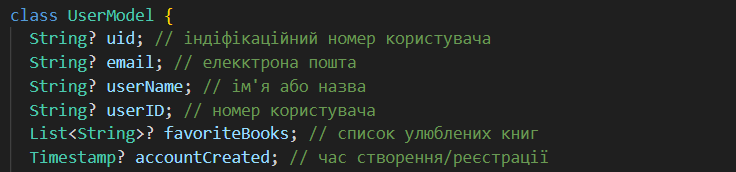 class UserModel {
String? uid; // індіфікаційний номер користувача
String? email; // елекктрона пошта
String? userName; // ім'я або назва
String? userID; // номер користувача
List<String>? favoriteBooks; // список улюблених книг
Timestamp? accountCreated; // час створення/реєстрації